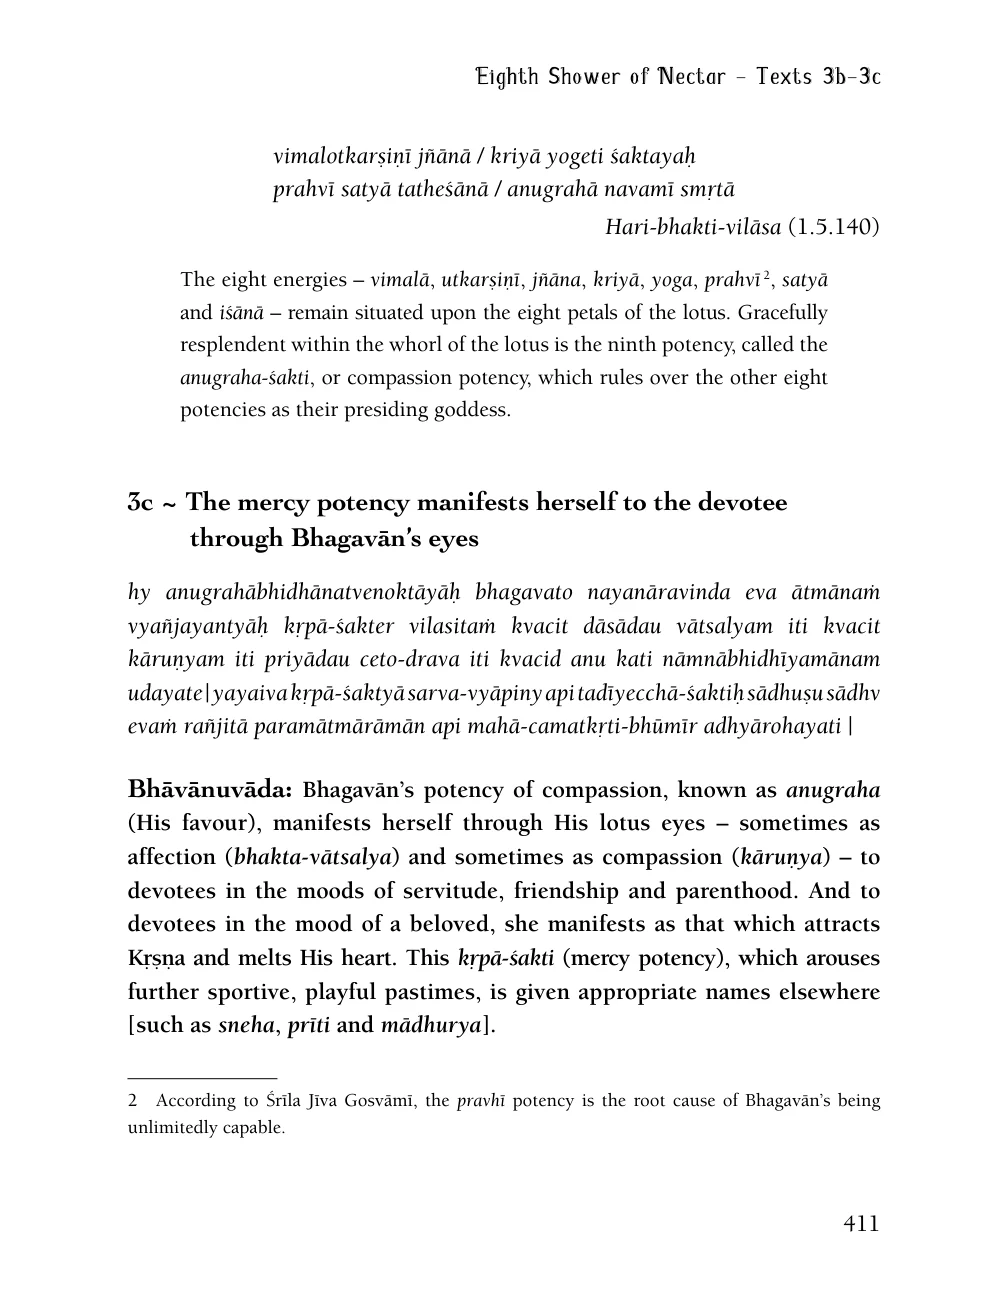 Eighth Shower of Nectar – Texts 3b–3c
vimalotkarṣiṇī jñānā / kriyā yogeti śaktayaḥ
prahvī satyā tatheśānā / anugrahā navamī smṛtā
Hari-bhakti-vilāsa (1.5.140)
The eight energies – vimalā, utkarṣiṇī, jñāna, kriyā, yoga, prahvī 2, satyā
and iśānā – remain situated upon the eight petals of the lotus. Gracefully
resplendent within the whorl of the lotus is the ninth potency, called the
anugraha-śakti, or compassion potency, which rules over the other eight
potencies as their presiding goddess.
3c ~ The mercy potency manifests herself to the devotee
through Bhagavān's eyes
hy anugrahābhidhānatvenoktāyāḥ bhagavato nayanāravinda eva ātmānaṁ
vyañjayantyāḥ kṛpā-śakter vilasitaṁ kvacit dāsādau vātsalyam iti kvacit
kāruṇyam iti priyādau ceto-drava iti kvacid anu kati nāmnābhidhīyamānam
udayate | yayaiva kṛpā-śaktyā sarva-vyāpiny api tadīyecchā-śaktiḥ sādhuṣu sādhv
evaṁ rañjitā paramātmārāmān api mahā-camatkṛti-bhūmīr adhyārohayati |
Bhāvānuvāda: Bhagavān's potency of compassion, known as anugraha
(His favour), manifests herself through His lotus eyes – sometimes as
affection (bhakta-vātsalya) and sometimes as compassion (kāruṇya) – to
devotees in the moods of servitude, friendship and parenthood. And to
devotees in the mood of a beloved, she manifests as that which attracts
Kṛṣṇa and melts His heart. This kṛpā-śakti (mercy potency), which arouses
further sportive, playful pastimes, is given appropriate names elsewhere
[such as sneha, prīti and mādhurya].
2 According to Śrīla Jīva Gosvāmī, the pravhī potency is the root cause of Bhagavān's being
unlimitedly capable.
411